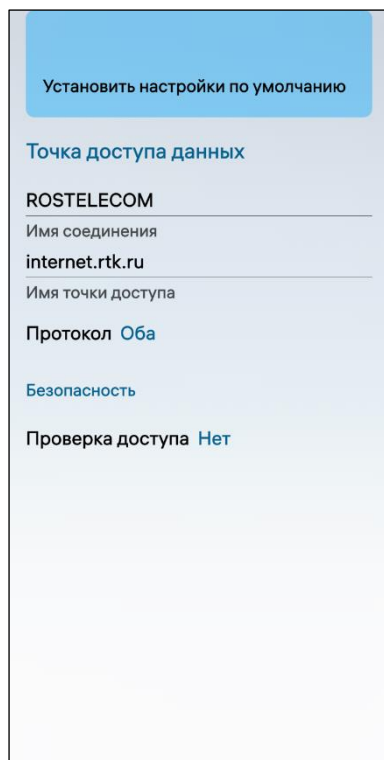 Установить настройки по умолчанию
Точка доступа данных
ROSTELECOM
Имя соединения
internet.rtk.ru
Имя точки доступа
Протокол Оба
Безопасность
Проверка доступа Нет